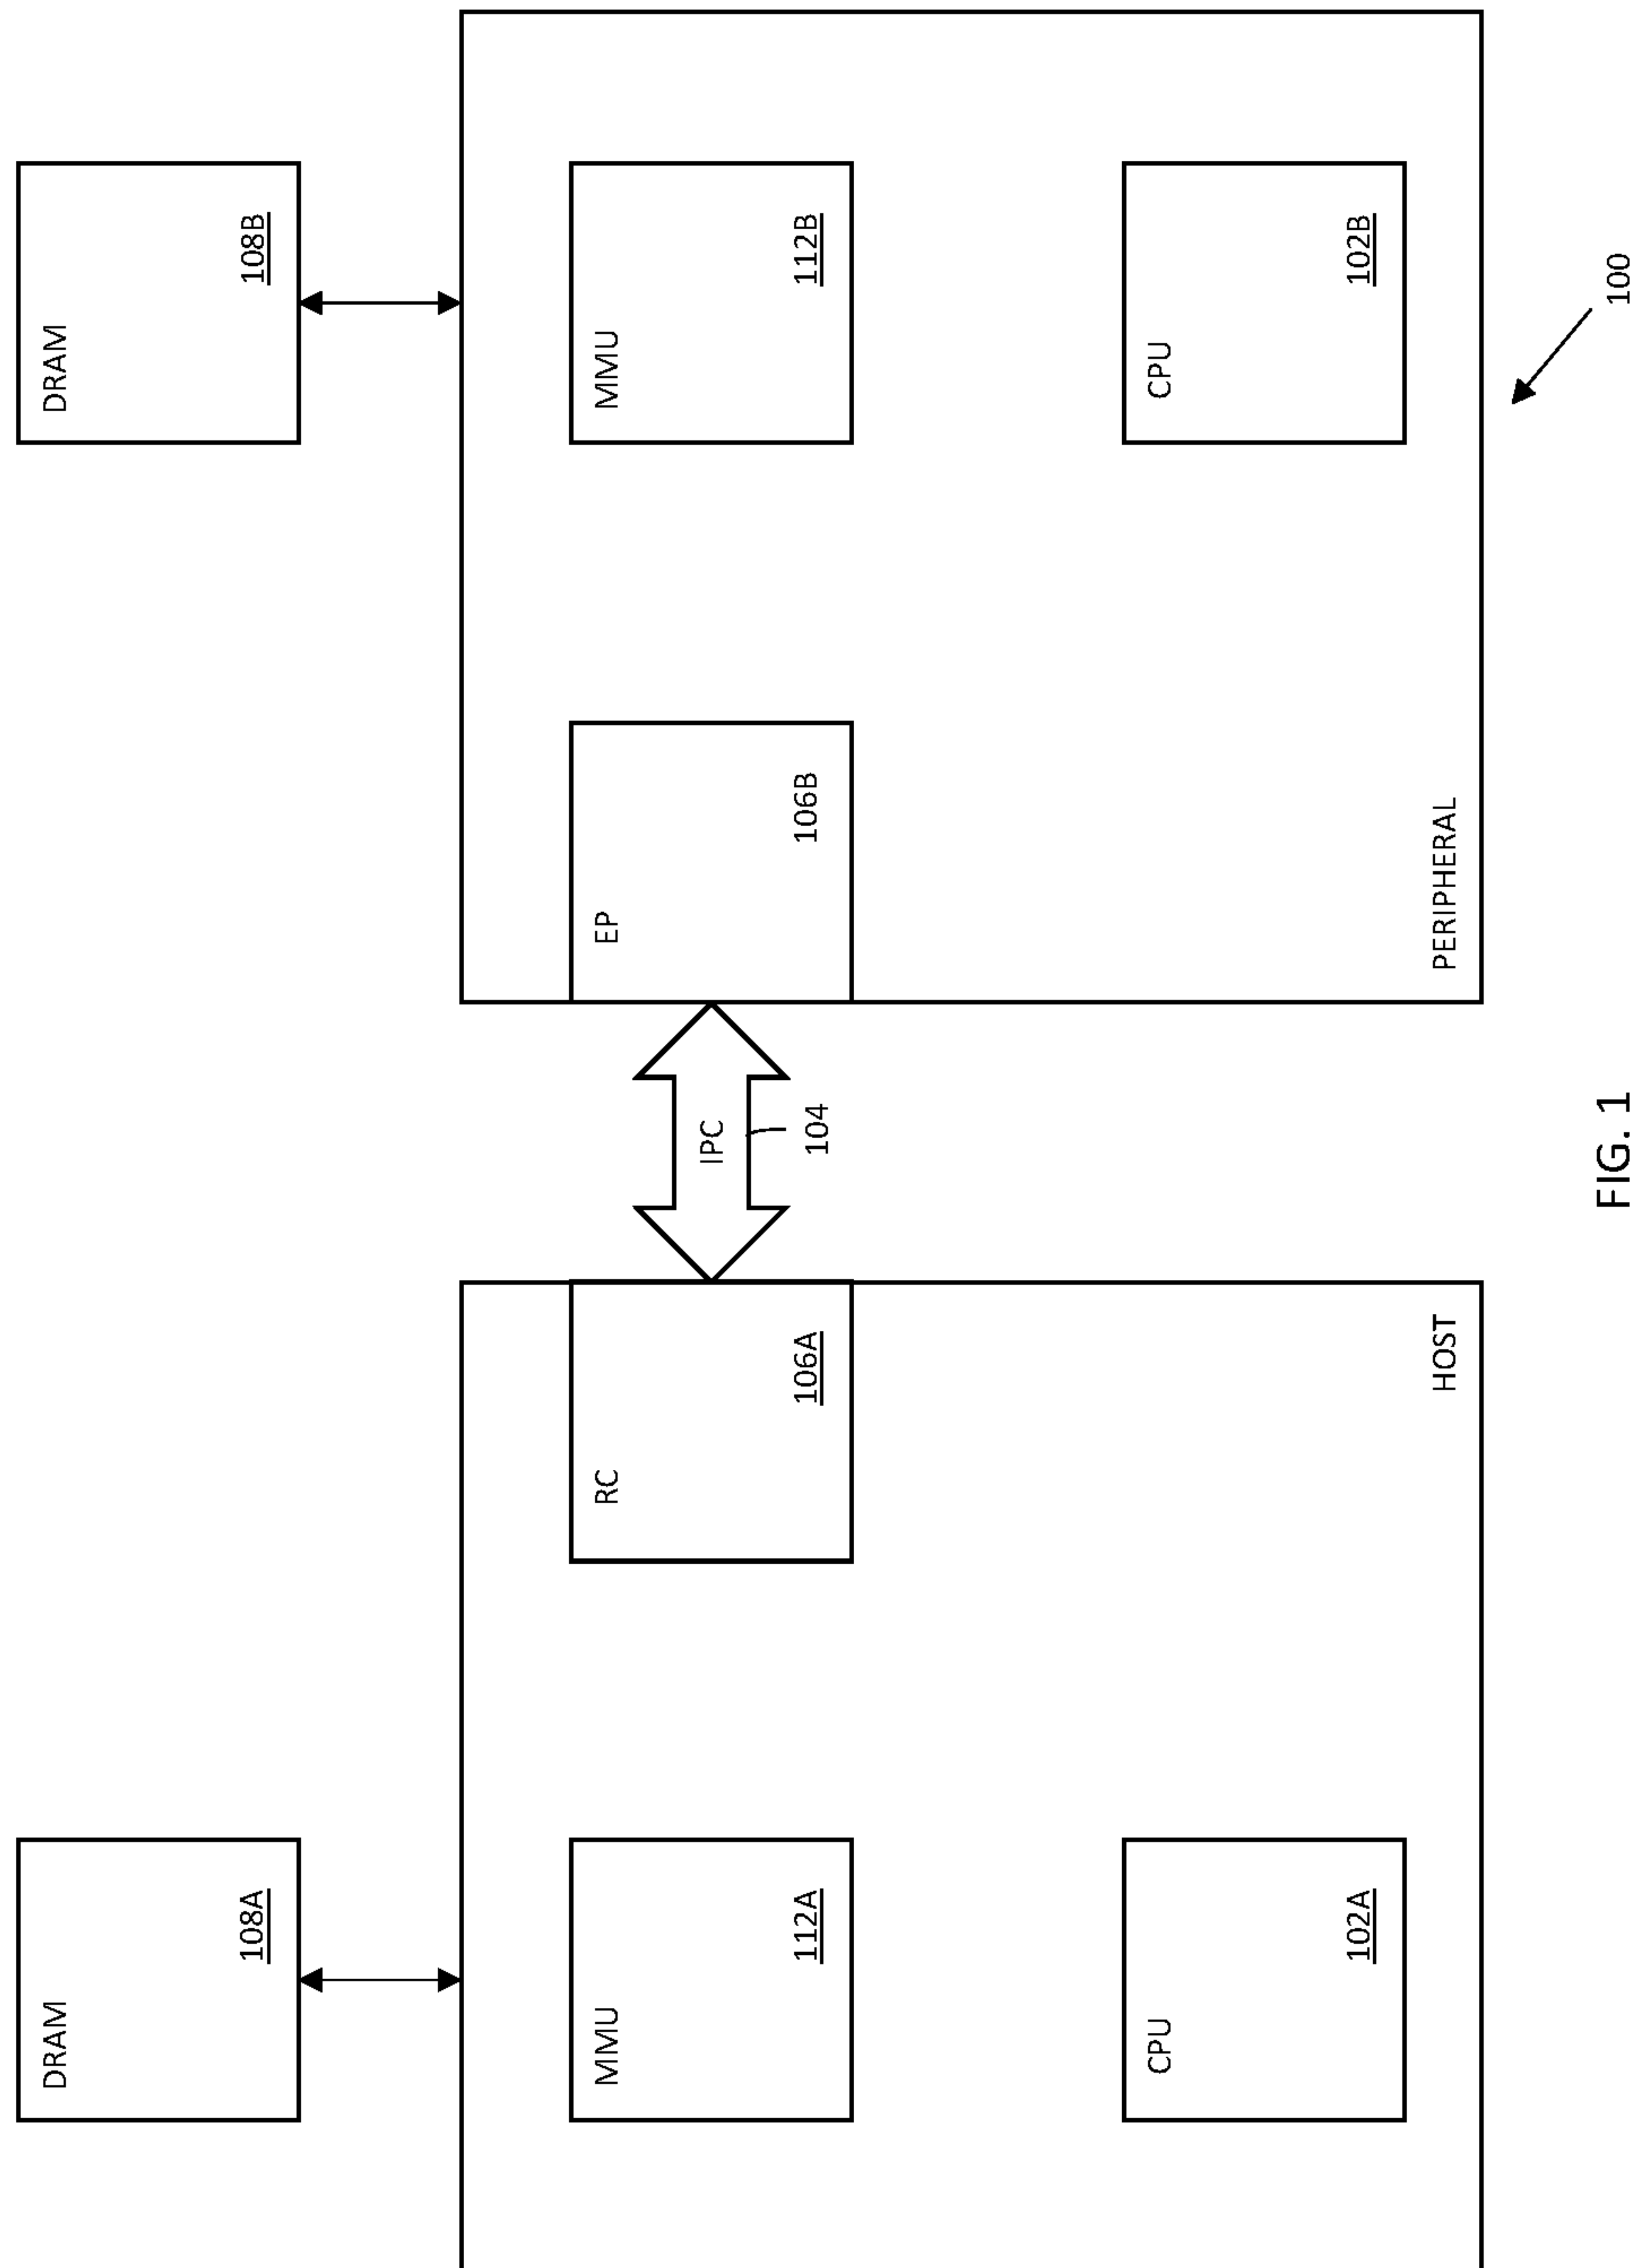 DRAM
108A
DRAM
108B
MMU
112A
RC
106A
IPC
104
EP
106B
MMU
112B
CPU
102A
CPU
102B
HOST
PERIPHERAL
100
FIG. 1